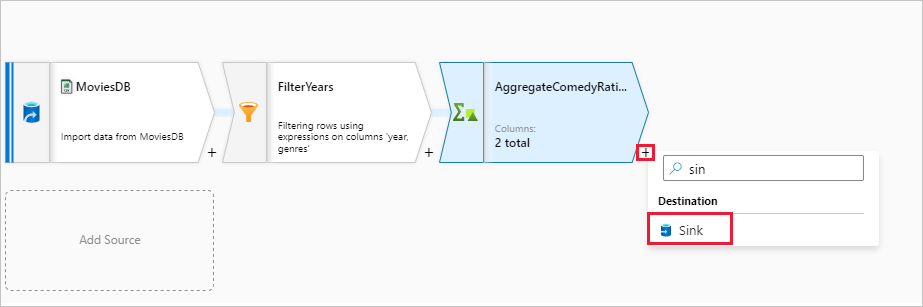 MoviesDB
Import data from MoviesDB
+
FilterYears
Filtering rows using
expressions on columns 'year,
genres'
+
AggregateComedyRati...
Columns:
2 total
+
sin
Destination
Sink
Add Source